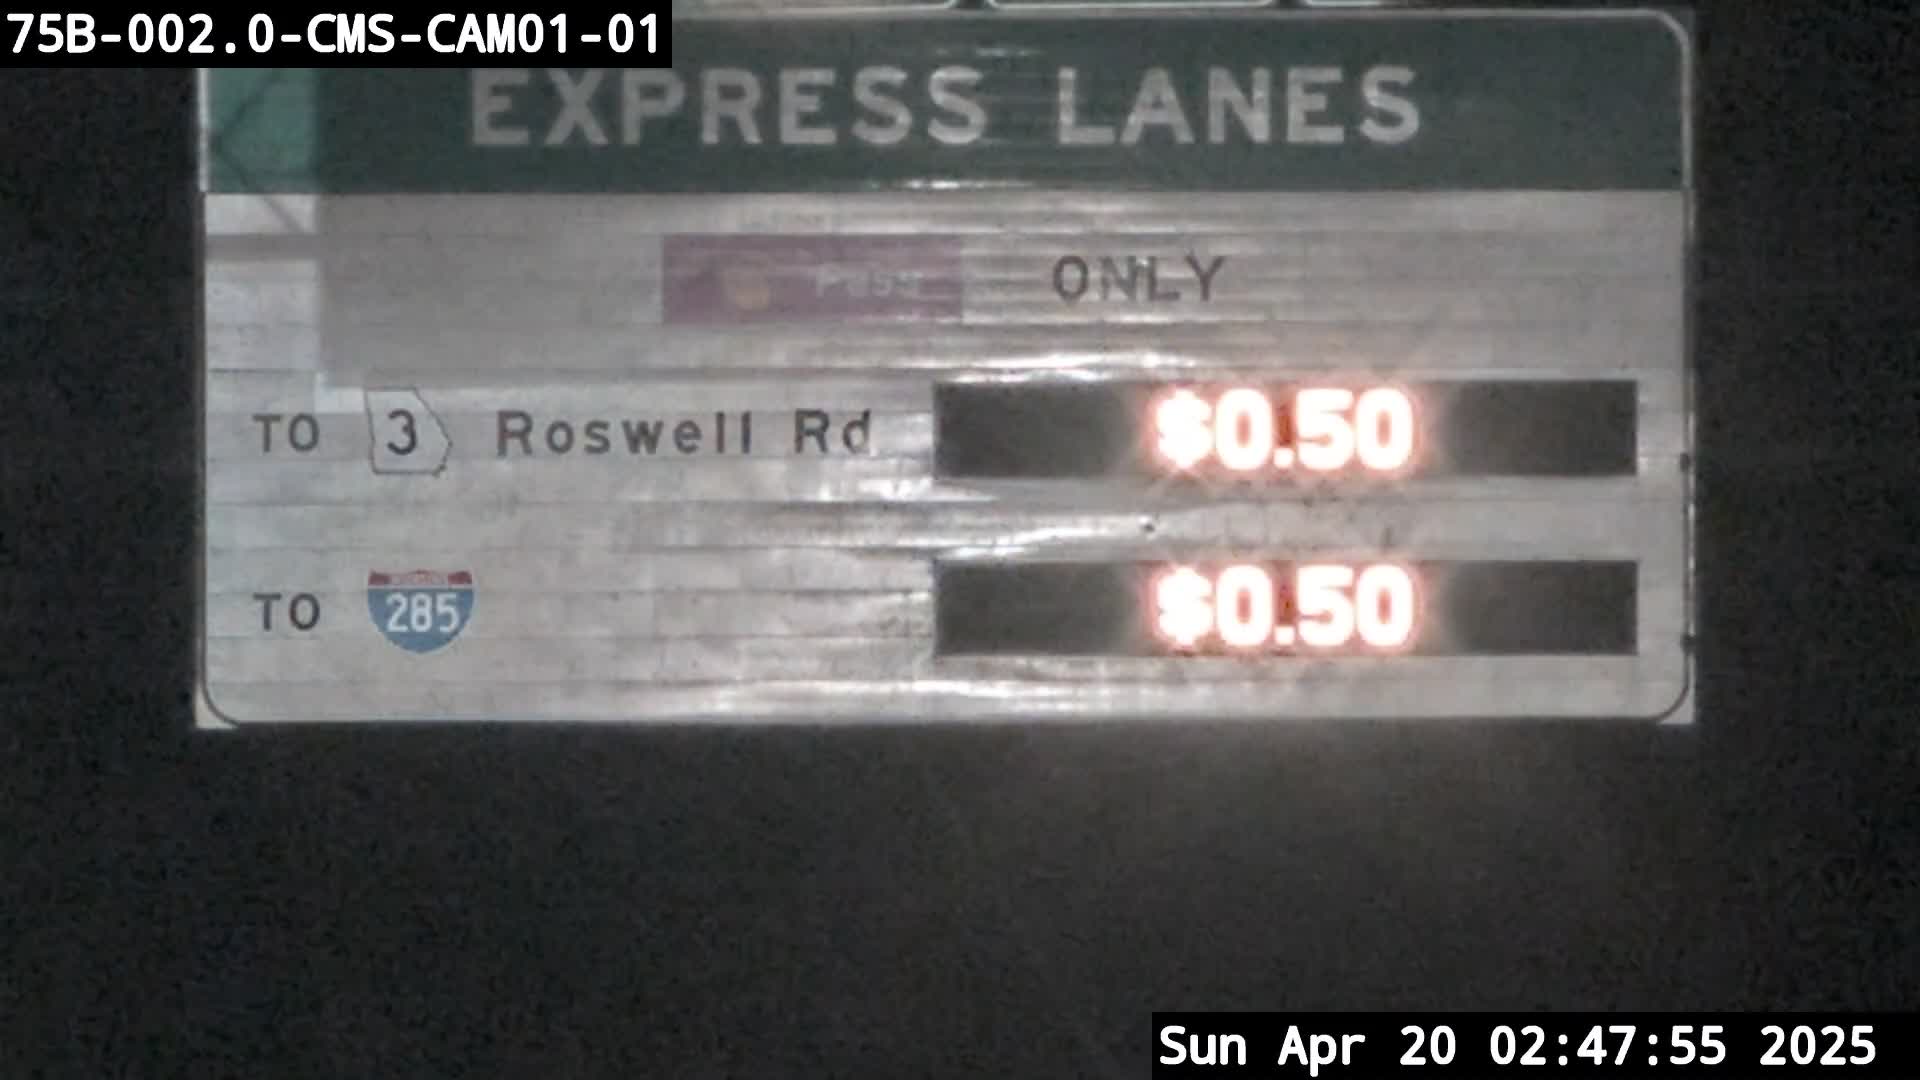 75B-002.0-CMS-CAM01-01
EXPRESS LANES
Pass ONLY
TO 3 Roswell Rd $0.50
TO 285 $0.50
Sun Apr 20 02:47:55 2025